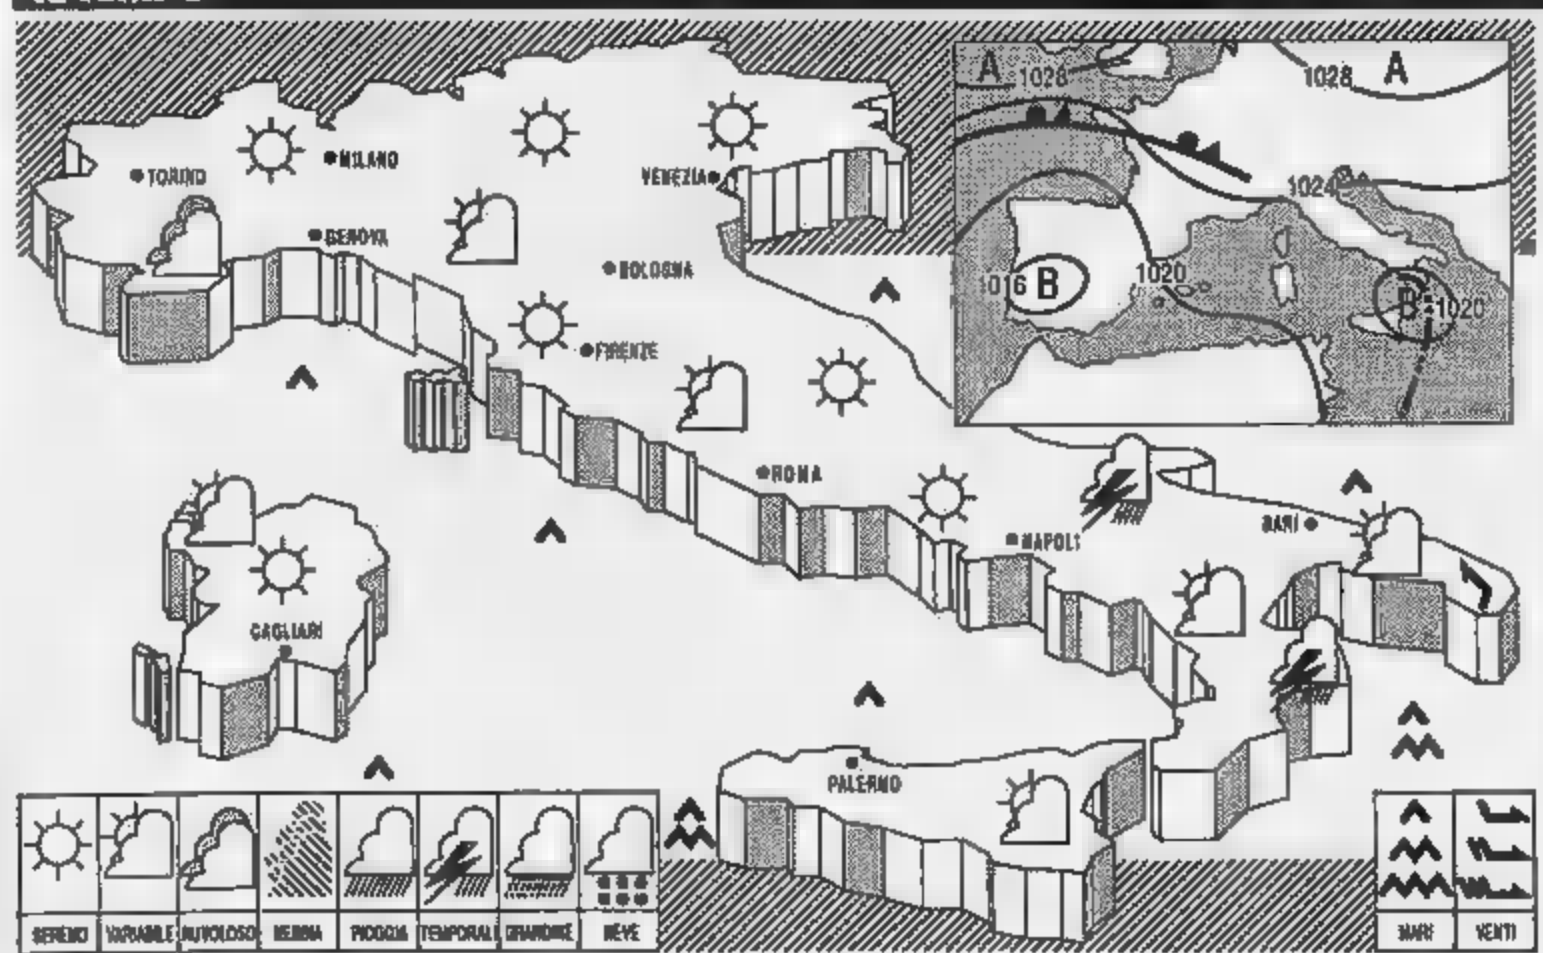 A 1028
1028 A
TORINO
MILANO
VENEZIA
1024
GENOVA
BOLOGNA
1016 B
1020
B 1020
FIRENZE
ROMA
NAPOLI
BARI
CAGLIARI
PALERMO
SERENO VARIABILE NUVOLOSO NEBBIA PIOGGIA TEMPORALI GRANDINE NEVE
MARI VENTI